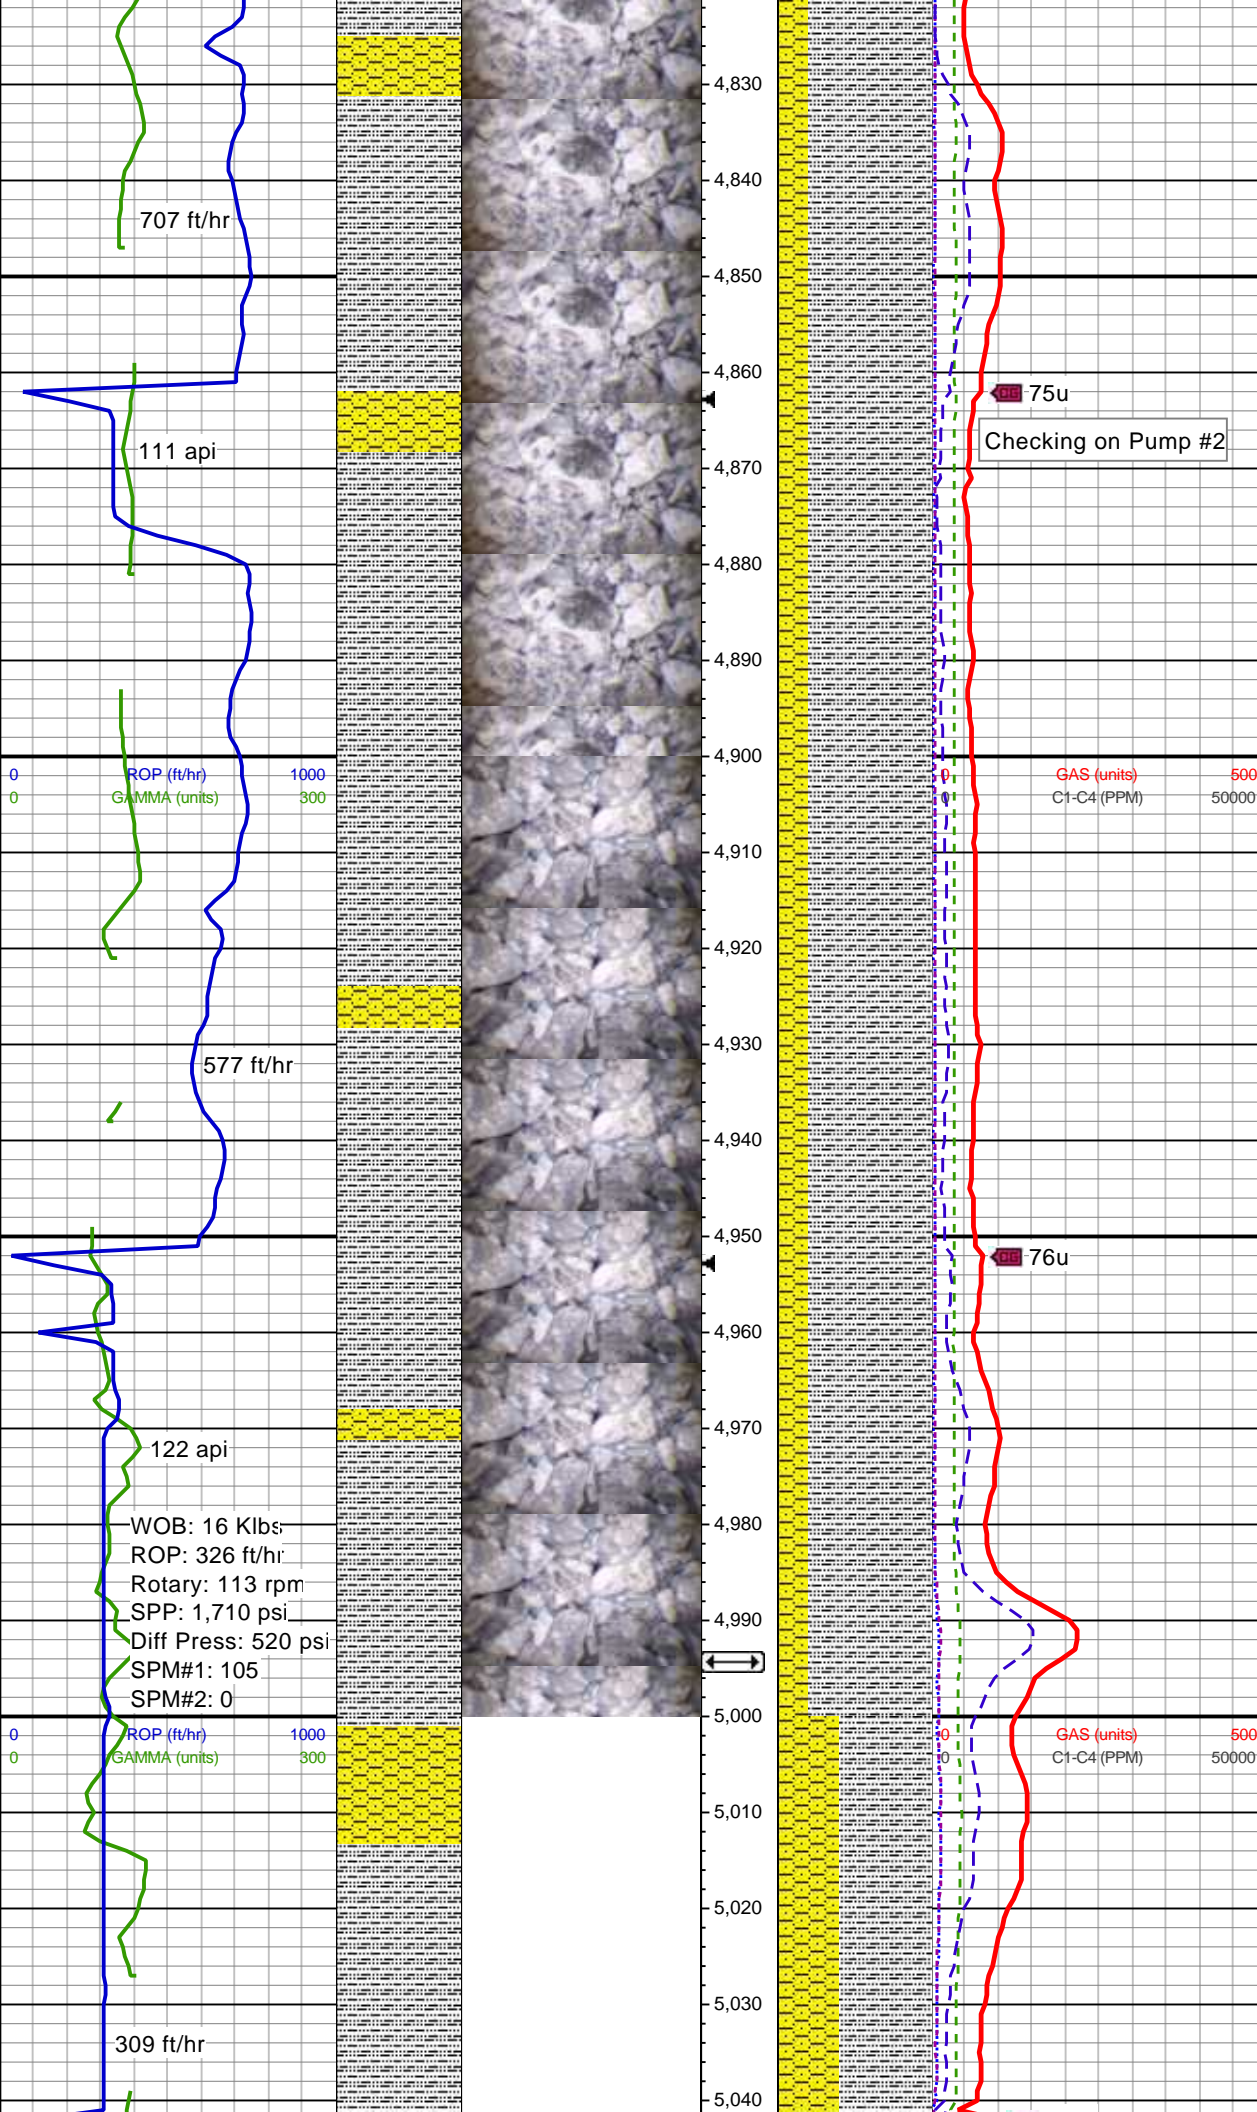 4,830
4,840
707 ft/hr
4,850
4,860
CG 75u
Checking on Pump #2
111 api
4,870
4,880
4,890
4,900
0 ROP (ft/hr) 1000
0 GAMMA (units) 300
0 GAS (units) 500
0 C1-C4 (PPM) 50000
4,910
4,920
4,930
577 ft/hr
4,940
4,950
CG 76u
4,960
4,970
122 api
4,980
WOB: 16 Klbs
ROP: 326 ft/hr
Rotary: 113 rpm
SPP: 1,710 psi
4,990
Diff Press: 520 psi
SPM#1: 105
SPM#2: 0
5,000
0 ROP (ft/hr) 1000
0 GAMMA (units) 300
0 GAS (units) 500
0 C1-C4 (PPM) 50000
5,010
5,020
5,030
309 ft/hr
5,040